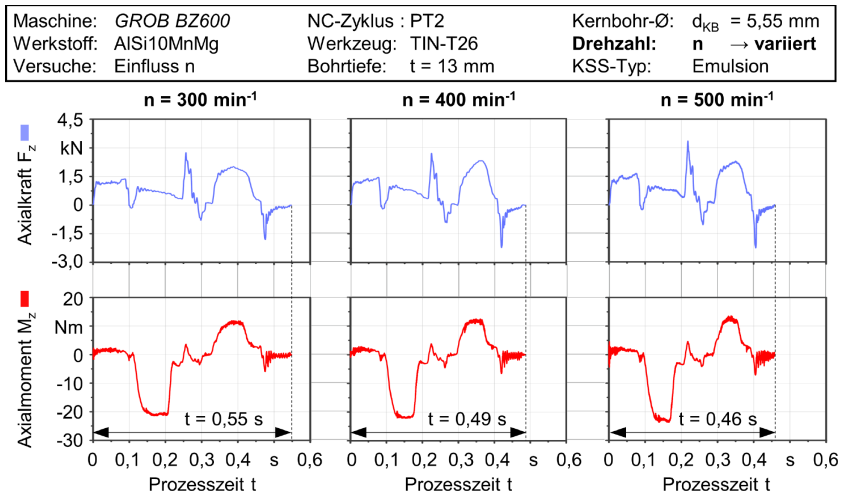 Maschine: GROB BZ600 NC-Zyklus : PT2 Kernbohr-Ø: dKB = 5,55 mm
Werkstoff: AlSi10MnMg Werkzeug: TIN-T26 Drehzahl: n → variiert
Versuche: Einfluss n Bohrtiefe: t = 13 mm KSS-Typ: Emulsion
n = 300 min-1 n = 400 min-1 n = 500 min-1
Axialkraft Fz
4,5
kN
1,5
0
-1,5
-3,0
Axialmoment Mz
20
Nm
0
-10
-20
-30
t = 0,55 s t = 0,49 s t = 0,46 s
0 0,1 0,2 0,3 0,4 s 0,6 0 0,1 0,2 0,3 0,4 s 0,6 0 0,1 0,2 0,3 0,4 s 0,6
Prozesszeit t Prozesszeit t Prozesszeit t